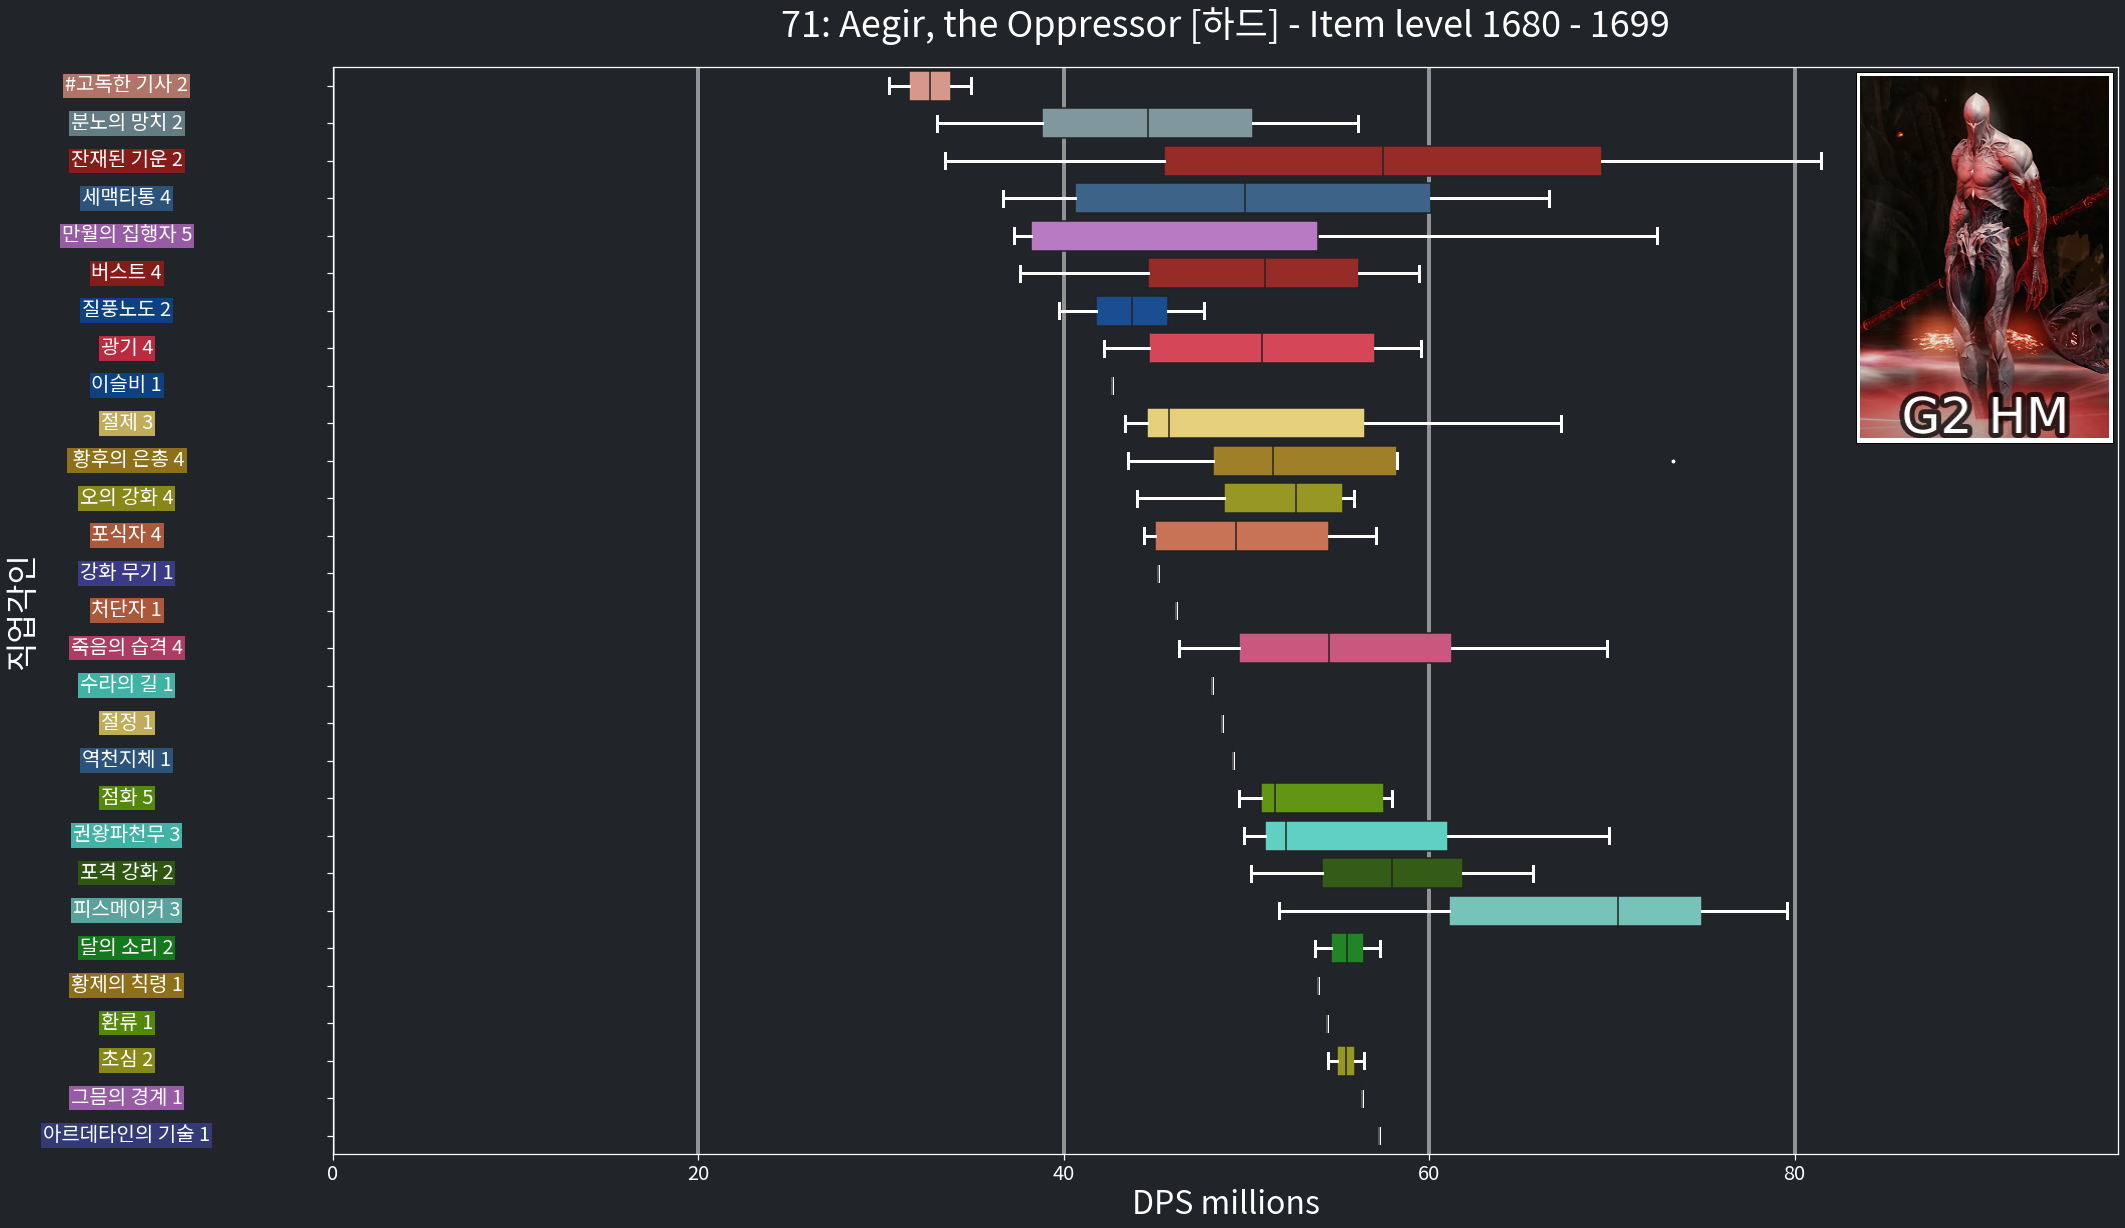 71: Aegir, the Oppressor [하드] - Item level 1680 - 1699
#고독한 기사 2
분노의 망치 2
잔재된 기운 2
세맥타통 4
만월의 집행자 5
버스트 4
질풍노도 2
광기 4
이슬비 1
절제 3
황후의 은총 4
오의 강화 4
포식자 4
강화 무기 1
처단자 1
죽음의 습격 4
수라의 길 1
절정 1
역천지체 1
점화 5
권왕파천무 3
포격 강화 2
피스메이커 3
달의 소리 2
황제의 칙령 1
환류 1
초심 2
그믐의 경계 1
아르데타인의 기술 1
직업각인
G2 HM
0 20 40 60 80
DPS millions